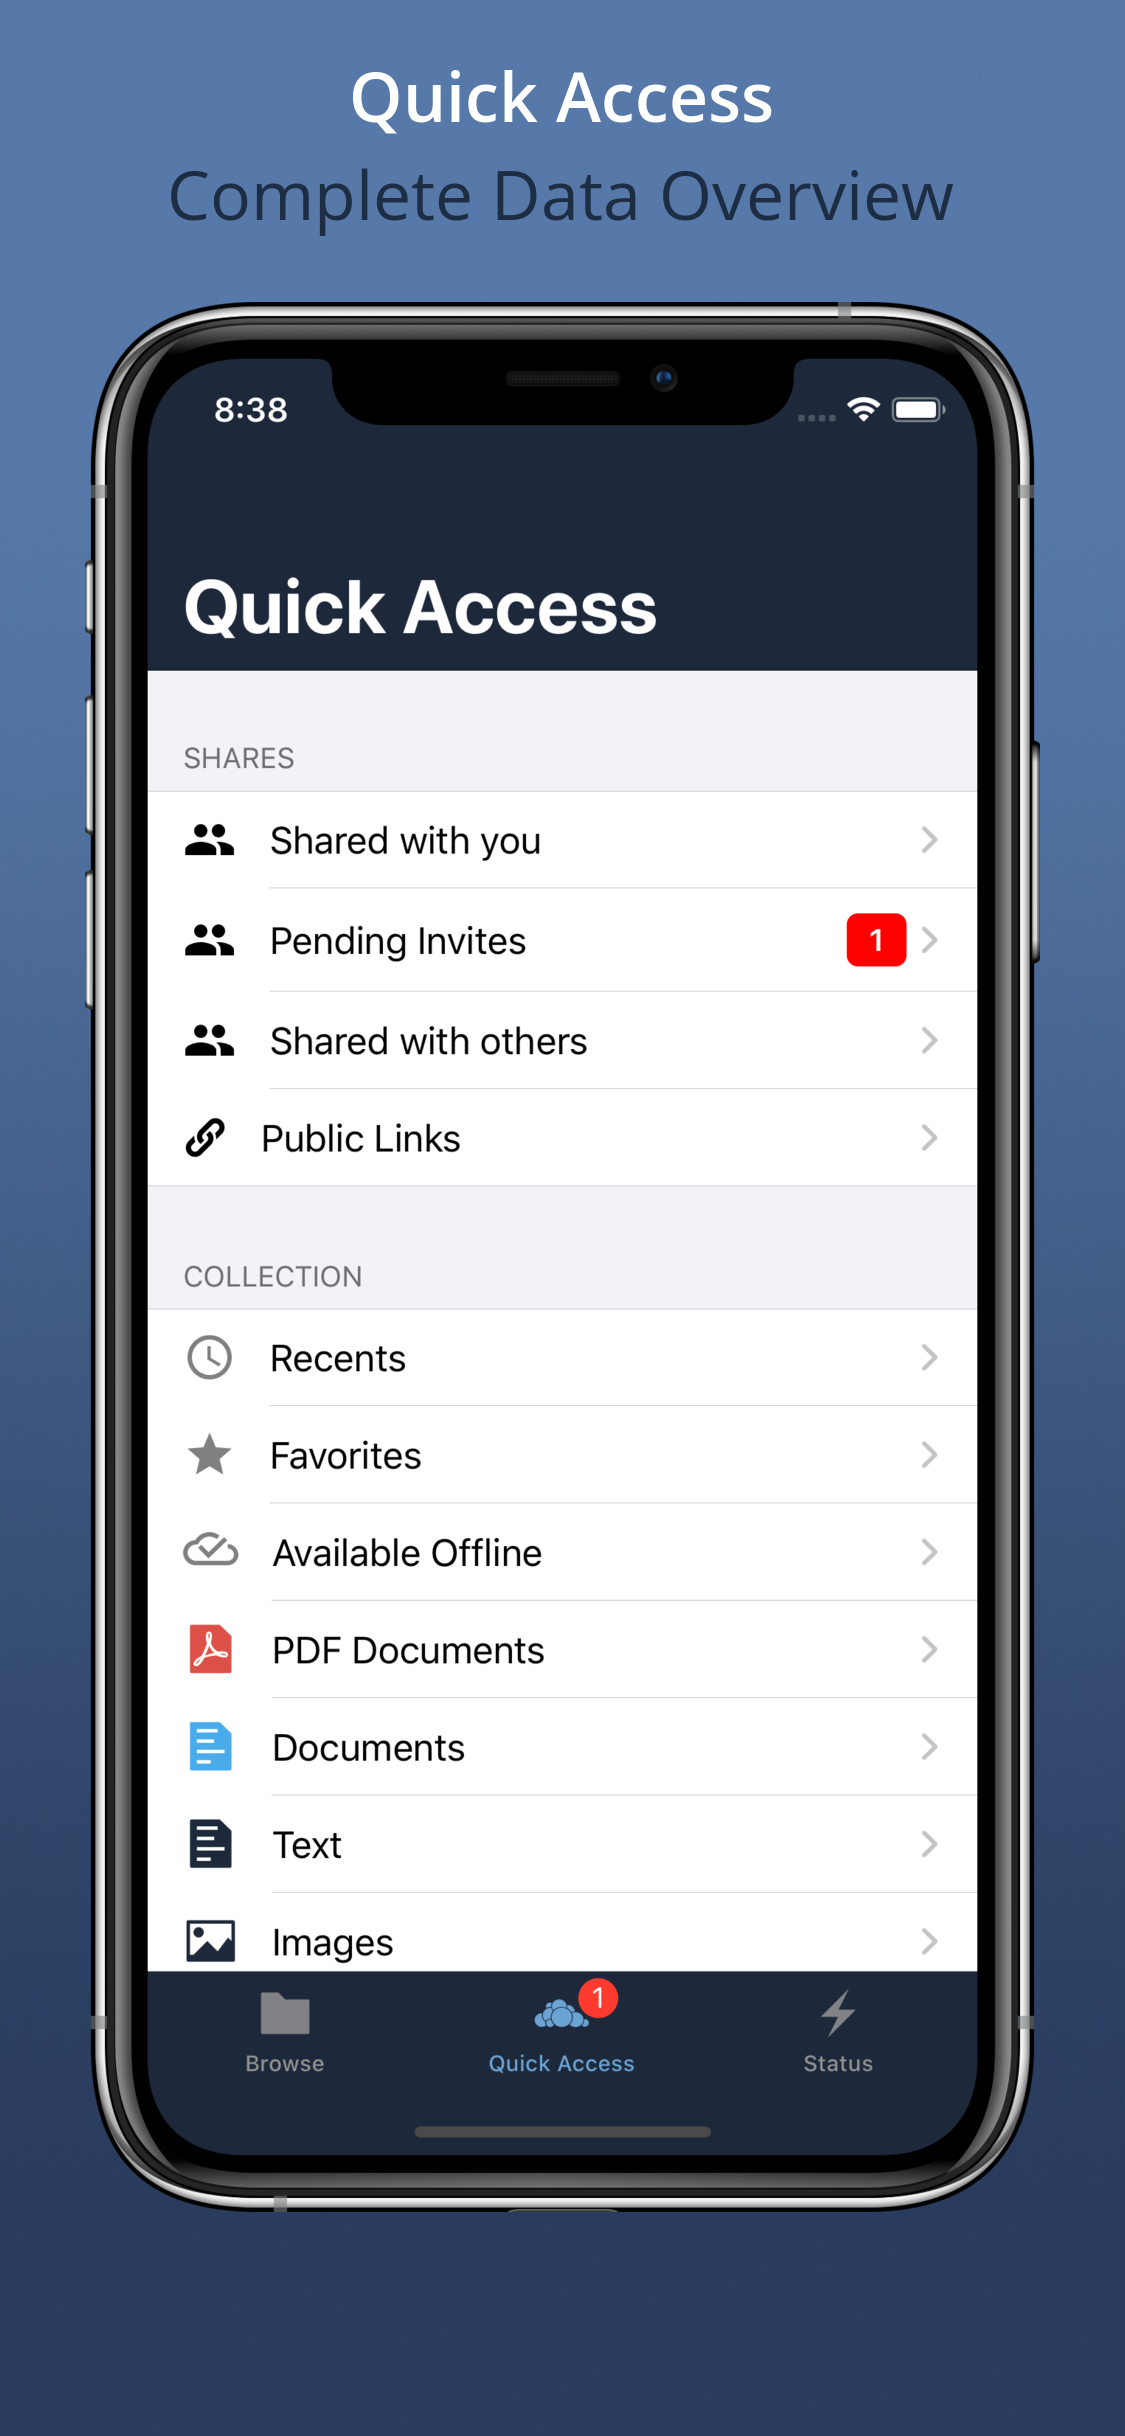 Quick Access
Complete Data Overview
8:38
Quick Access
SHARES
Shared with you
Pending Invites 1
Shared with others
Public Links
COLLECTION
Recents
Favorites
Available Offline
PDF Documents
Documents
Text
Images
1
Browse Quick Access Status